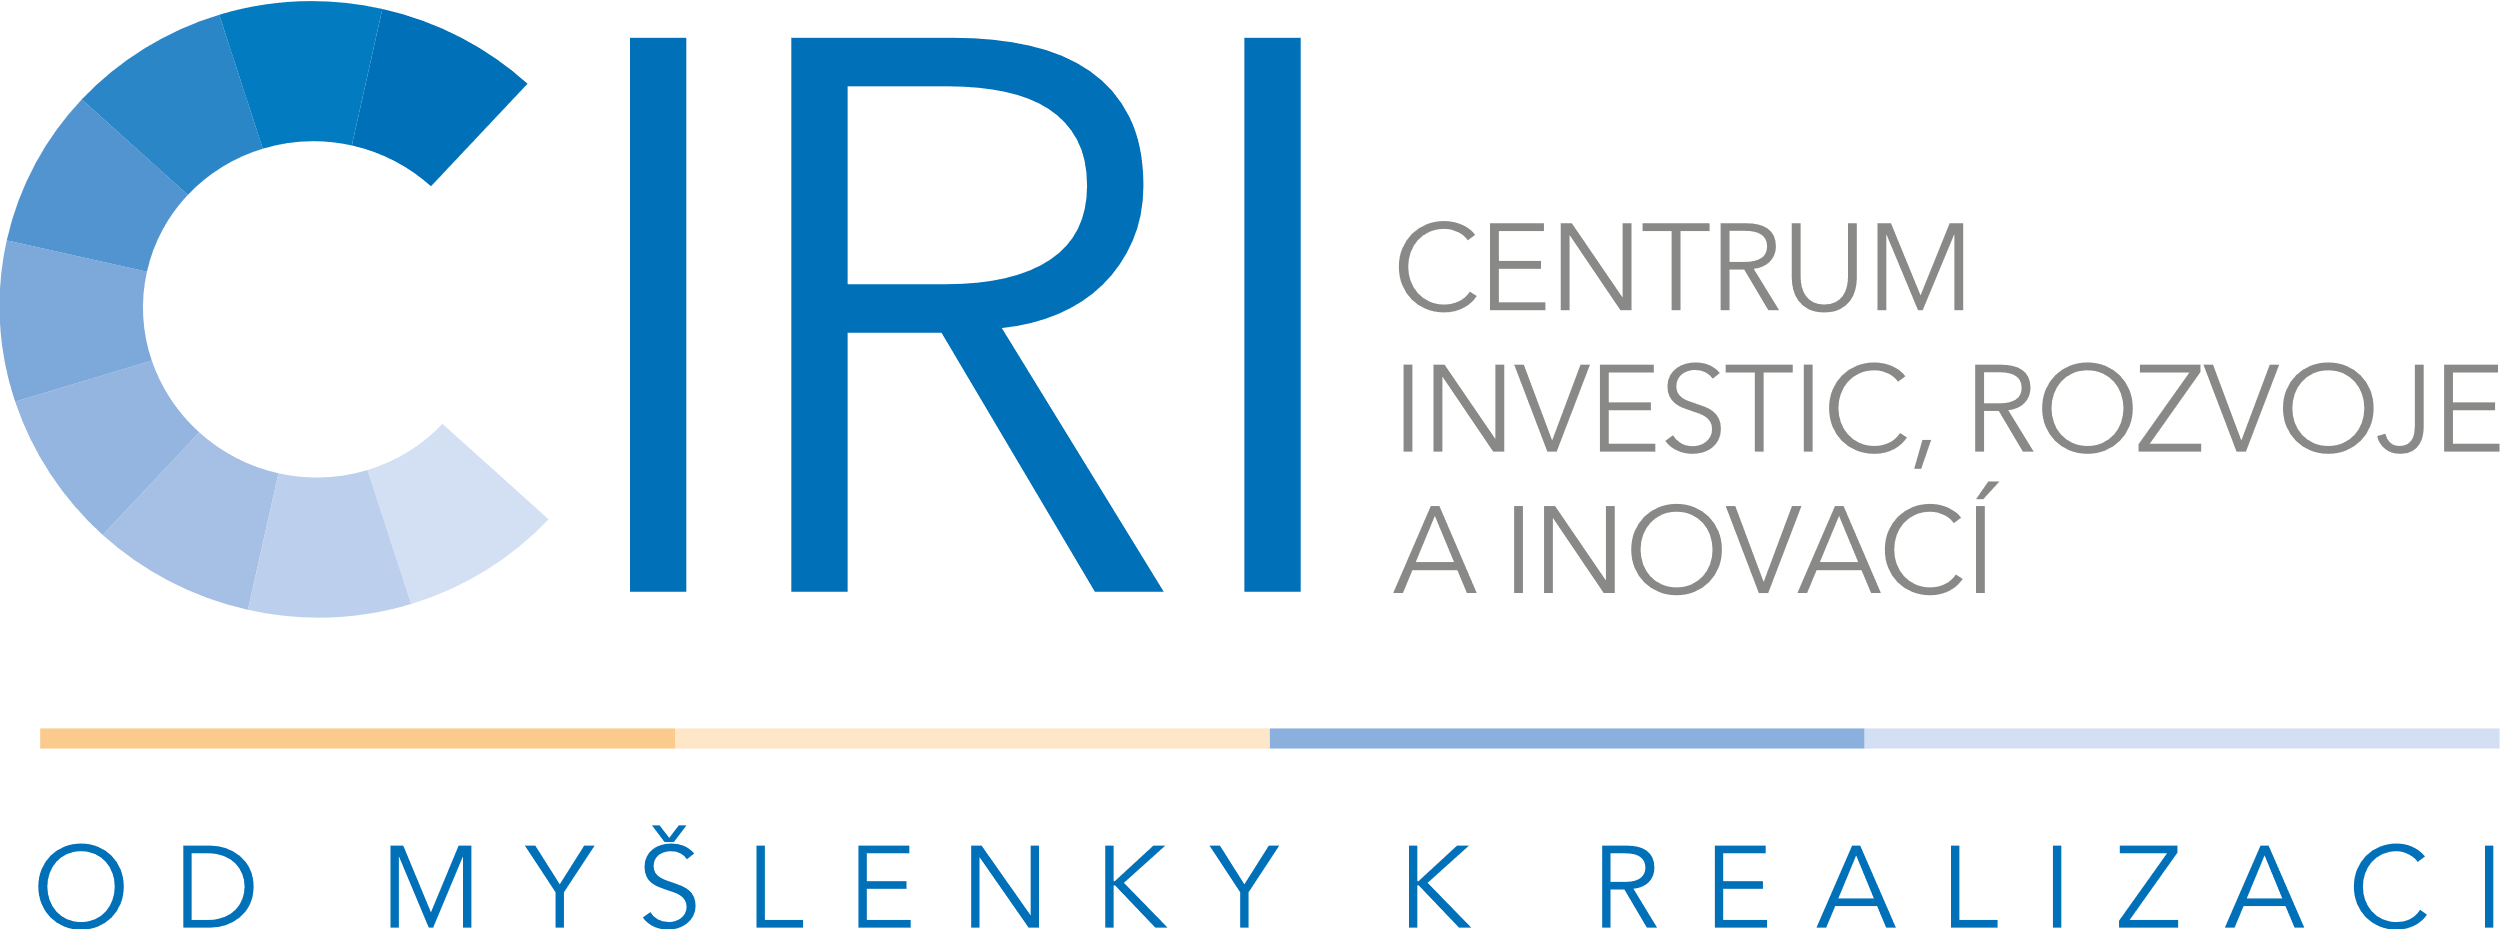 CIRI
CENTRUM
INVESTIC, ROZVOJE
A INOVACÍ
OD MYŠLENKY K REALIZACI